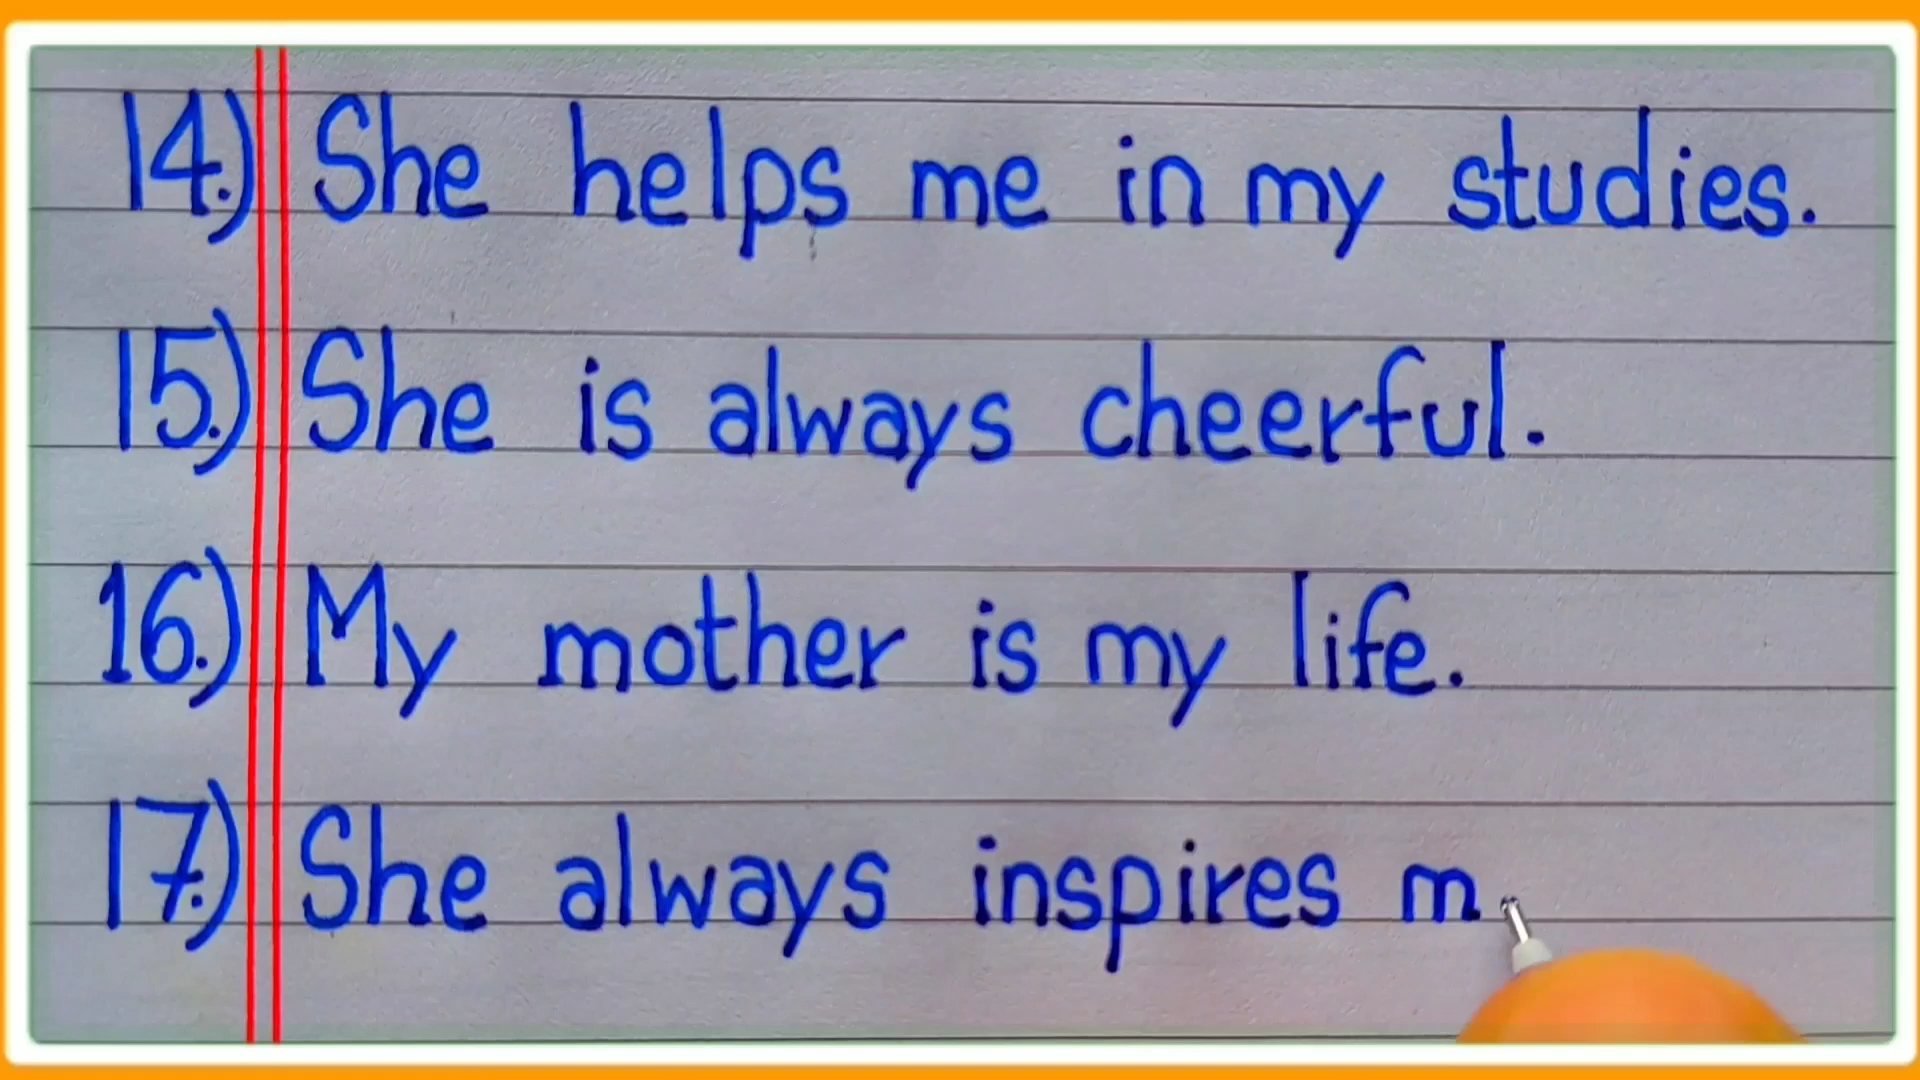 14.) She helps me in my studies.
15.) She is always cheerful.
16.) My mother is my life.
17.) She always inspires m